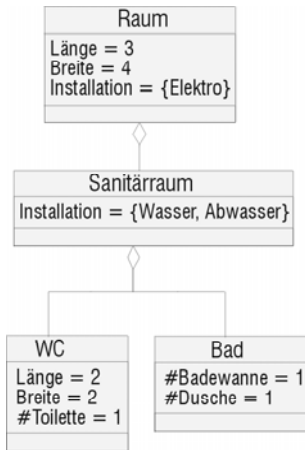 Raum
Länge = 3
Breite = 4
Installation = {Elektro}
Sanitärraum
Installation = {Wasser, Abwasser}
WC
Länge = 2
Breite = 2
#Toilette = 1
Bad
#Badewanne = 1
#Dusche = 1